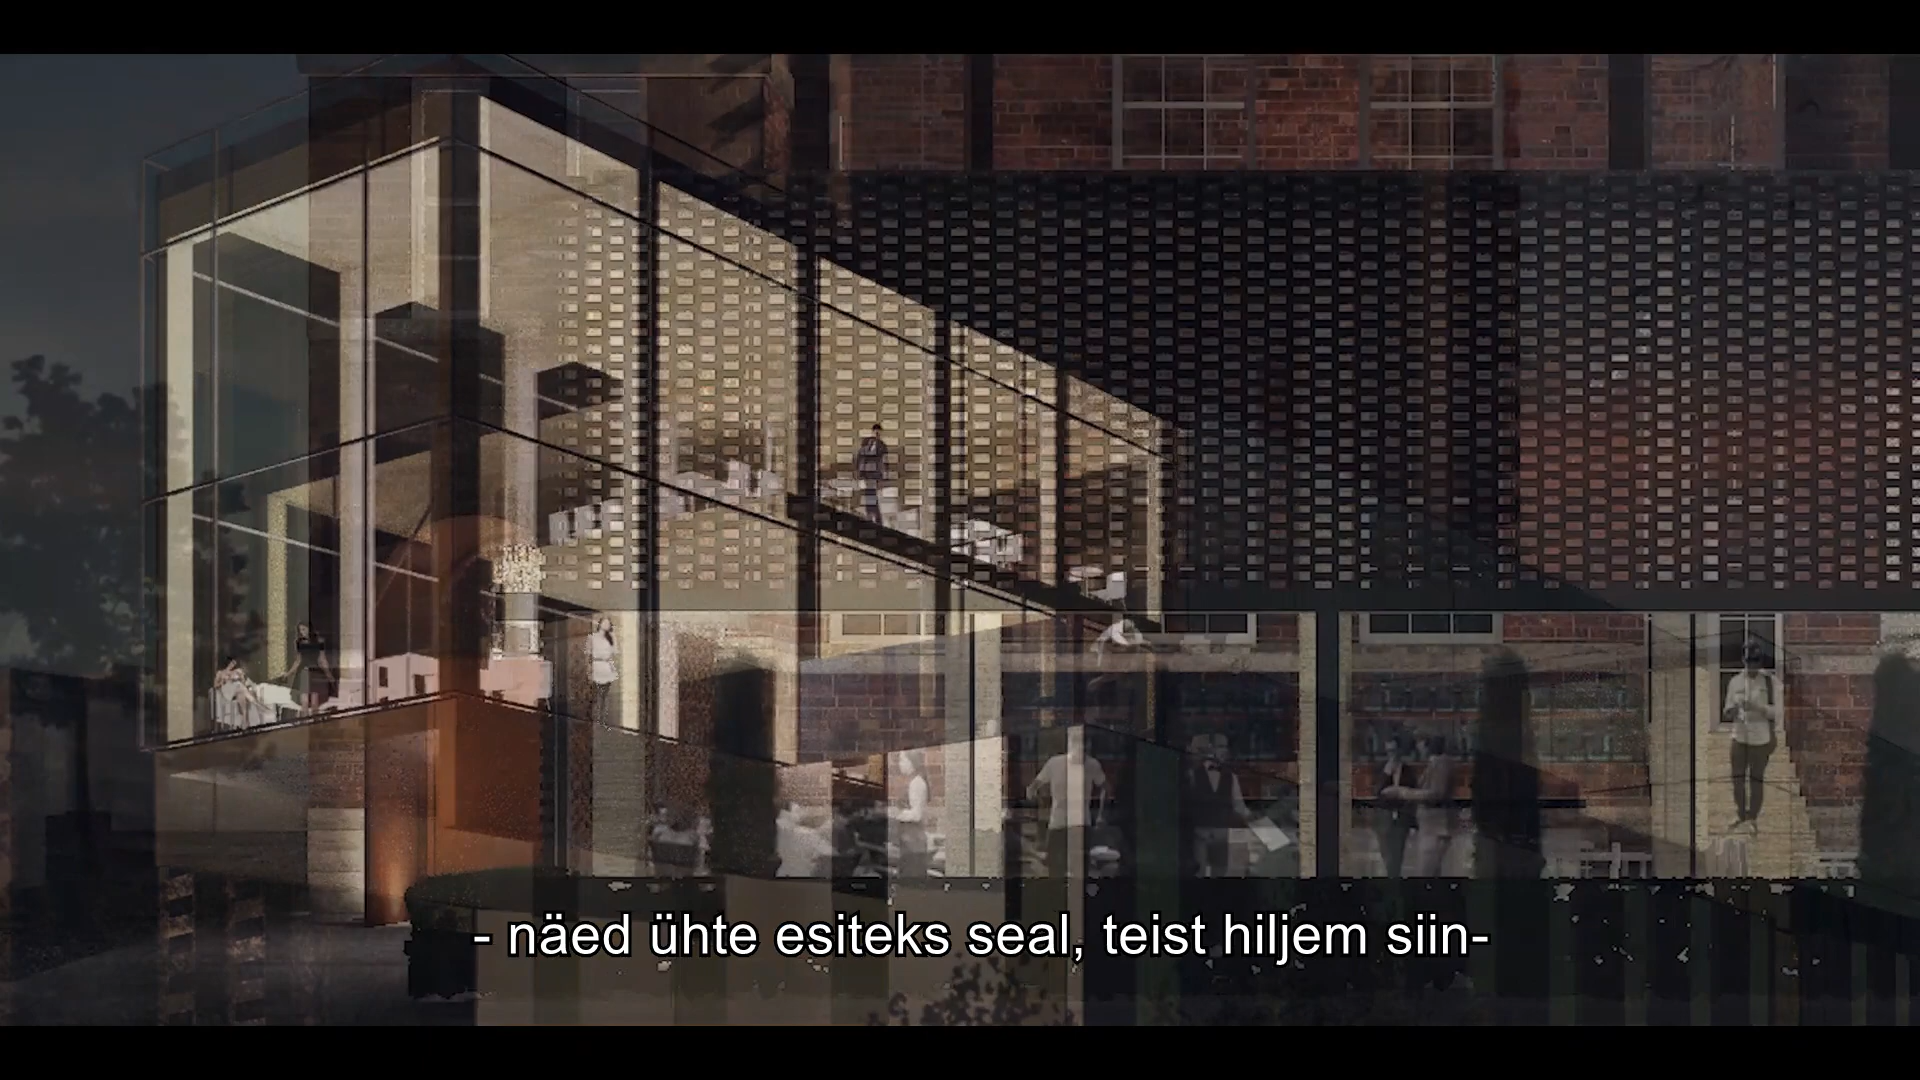 - näed ühte esiteks seal, teist hiljem siin-